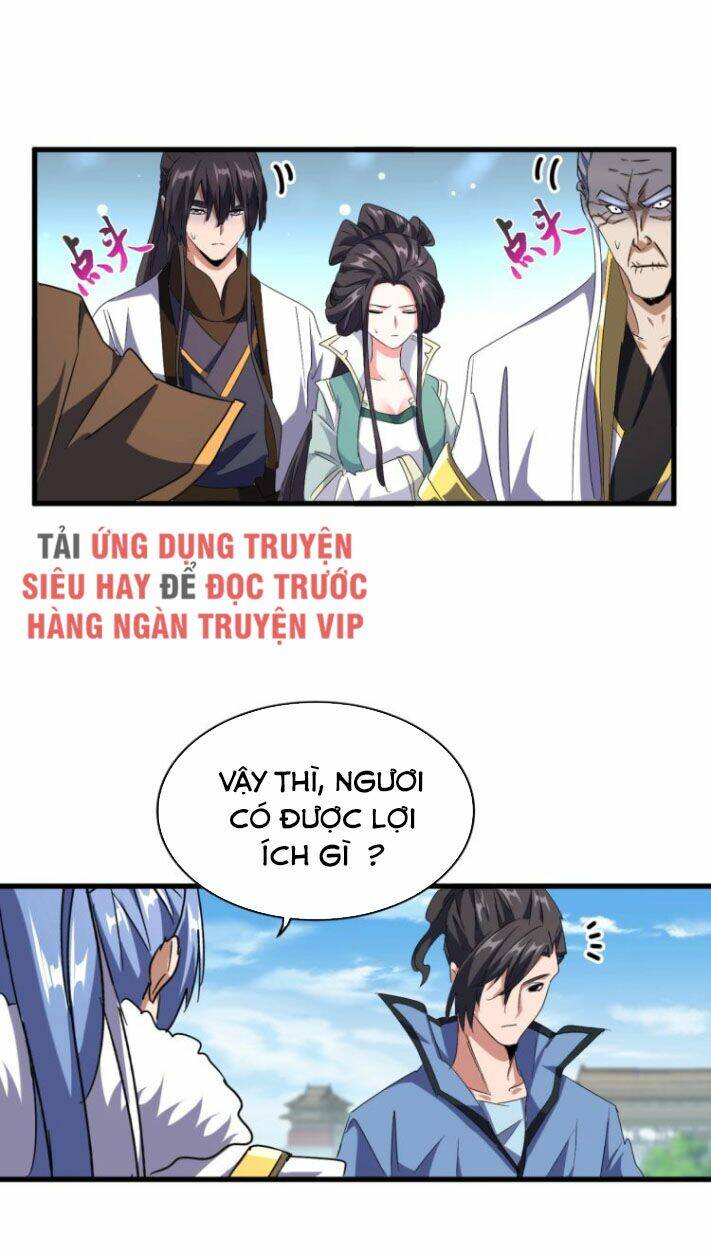 点头
点头
TẢI ỨNG DỤNG TRUYỆN
SIÊU HAY ĐỂ ĐỌC TRƯỚC
HÀNG NGÀN TRUYỆN VIP
VẬY THÌ, NGƯƠI
CÓ ĐƯỢC LỢI
ÍCH GÌ ?